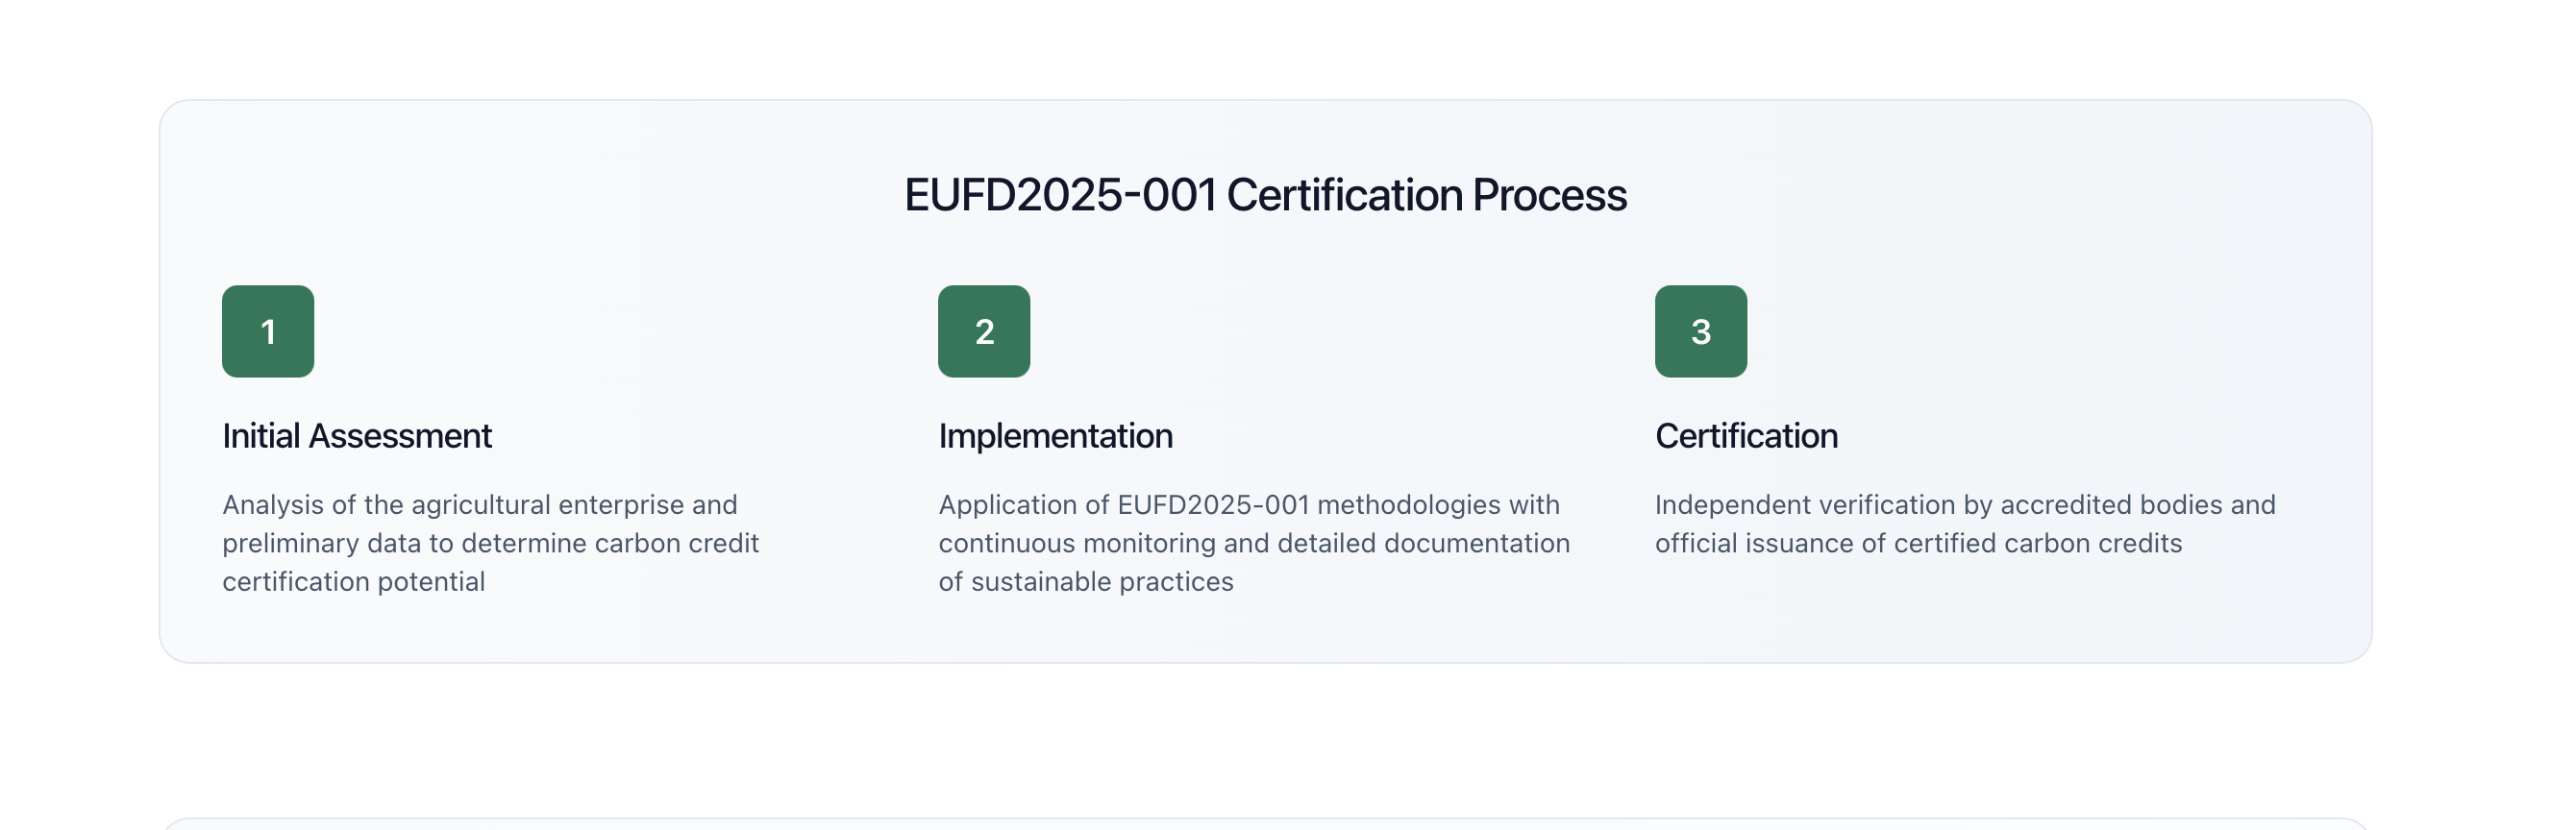 EUFD2025-001 Certification Process
1
Initial Assessment
Analysis of the agricultural enterprise and
preliminary data to determine carbon credit
certification potential
2
Implementation
Application of EUFD2025-001 methodologies with
continuous monitoring and detailed documentation
of sustainable practices
3
Certification
Independent verification by accredited bodies and
official issuance of certified carbon credits